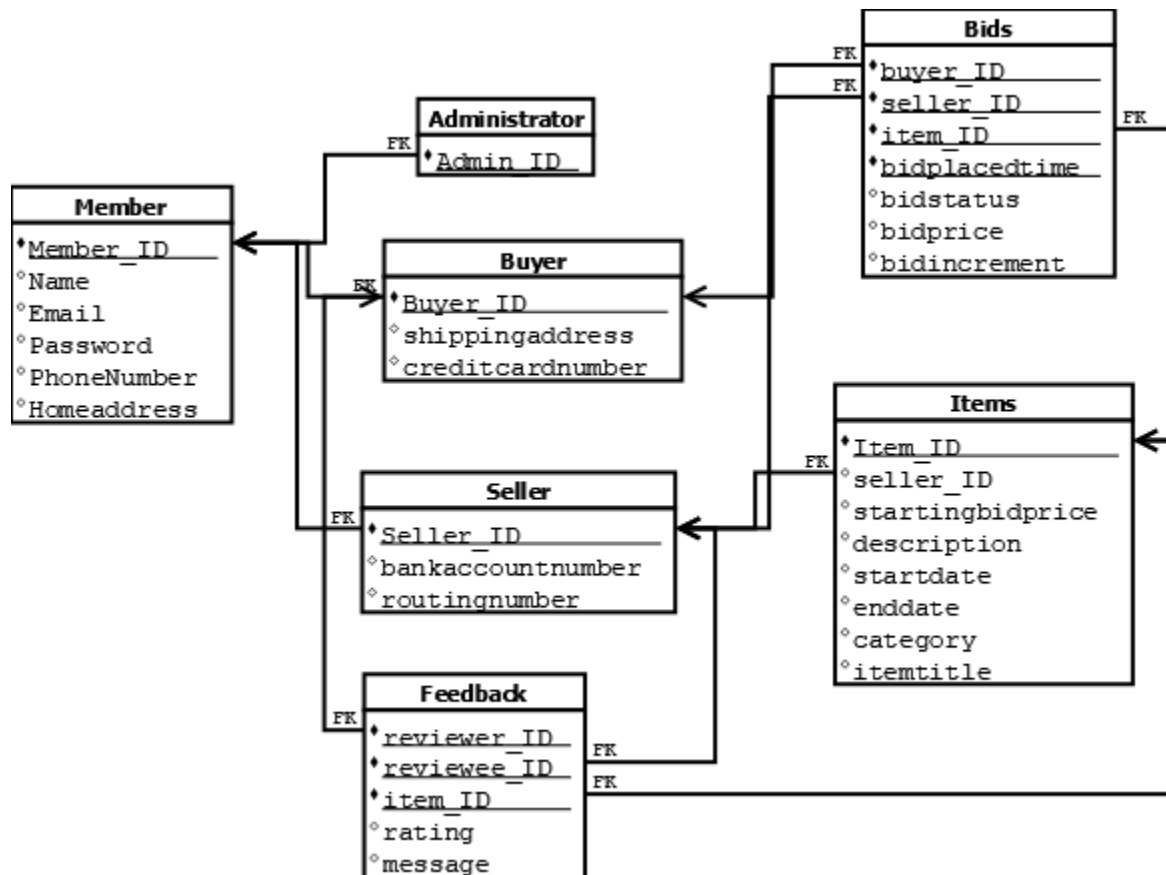 Bids
FK
buyer_ID
FK
seller_ID
item_ID
FK
bidplacedtime
bidstatus
bidprice
bidincrement
Administrator
FK
Admin_ID
Member
Member_ID
Name
Email
Password
PhoneNumber
Homeaddress
Buyer
FK
Buyer_ID
shippingaddress
creditcardnumber
Items
Item_ID
FK
seller_ID
startingbidprice
description
startdate
enddate
category
itemtitle
Seller
FK
Seller_ID
bankaccountnumber
routingnumber
Feedback
FK
reviewer_ID
FK
reviewee_ID
FK
item_ID
rating
message